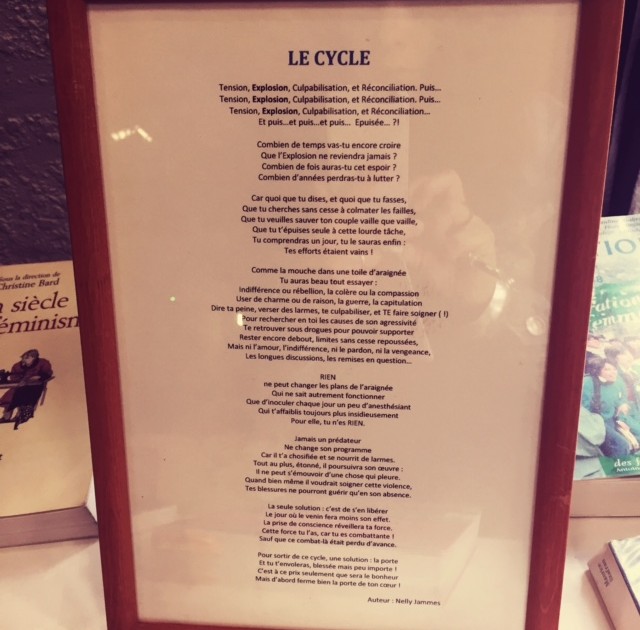 LE CYCLE
Tension, Explosion, Culpabilisation, et Réconciliation. Puis...
Tension, Explosion, Culpabilisation, et Réconciliation. Puis...
Tension, Explosion, Culpabilisation, et Réconciliation...
Et puis...et puis...et puis... Epuisée... ?!
Combien de temps vas-tu encore croire
Que l'Explosion ne reviendra jamais ?
Combien de fois auras-tu cet espoir ?
Combien d'années perdras-tu à lutter ?
Car quoi que tu dises, et quoi que tu fasses,
Que tu cherches sans cesse à colmater les failles,
Que tu veuilles sauver ton couple vaille que vaille,
Que tu t'épuises seule à cette lourde tâche,
Tu comprendras un jour, tu le sauras enfin :
Tes efforts étaient vains !
Comme la mouche dans une toile d'araignée
Tu auras beau tout essayer :
Indifférence ou rébellion, la colère ou la compassion
User de charme ou de raison, la guerre, la capitulation
Dire ta peine, verser des larmes, te culpabiliser, et TE faire soigner ( !)
Pour rechercher en toi les causes de son agressivité
Te retrouver sous drogues pour pouvoir supporter
Rester encore debout, limites sans cesse repoussées,
Mais ni l'amour, l'indifférence, ni le pardon, ni la vengeance,
Les longues discussions, les remises en question...
RIEN
ne peut changer les plans de l'araignée
Qui ne sait autrement fonctionner
Que d'inoculer chaque jour un peu d'anesthésiant
Qui t'affaiblis toujours plus insidieusement
Pour elle, tu n'es RIEN.
Jamais un prédateur
Ne change son programme
Car il t'a choufiée et se nourrit de larmes.
Tout au plus, étonné, il poursuivra son œuvre :
Il ne peut s'émouvoir d'une chose qui pleure.
Quand bien même il voudrait soigner cette violence,
Tes blessures ne pourront guérir qu'en son absence.
La seule solution : c'est de s'en libérer
Le jour où le venin fera moins son effet.
La prise de conscience réveillera ta force.
Cette force tu l'as, car tu es combattante !
Sauf que ce combat-là était perdu d'avance.
Pour sortir de ce cycle, une solution : la porte
Et tu t'envoleras, blessée mais peu importe !
C'est à ce prix seulement que sera le bonheur
Mais d'abord ferme bien la porte de ton cœur !
Auteur : Nelly Jammes
Sous la direction de
Christine Bard
siècle
éminism
des